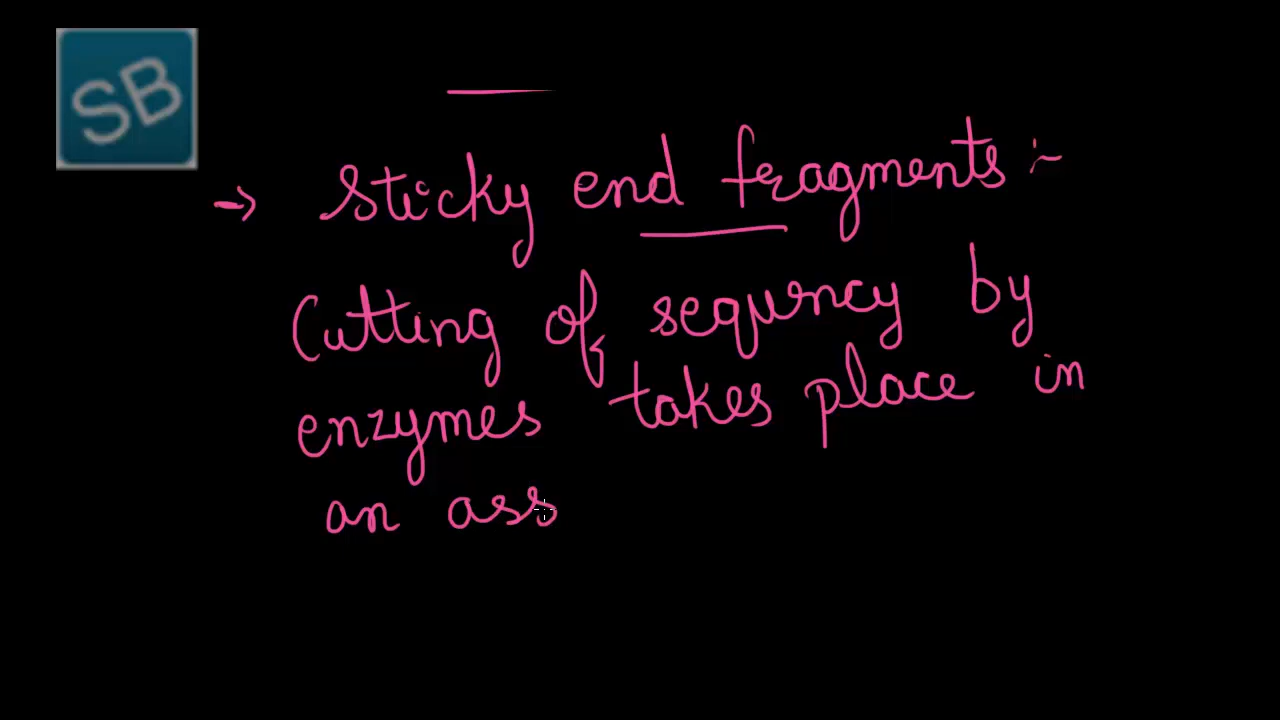 SB
→ Sticky end fragments :-
Cutting of sequency by
enzymes takes place in
an ass